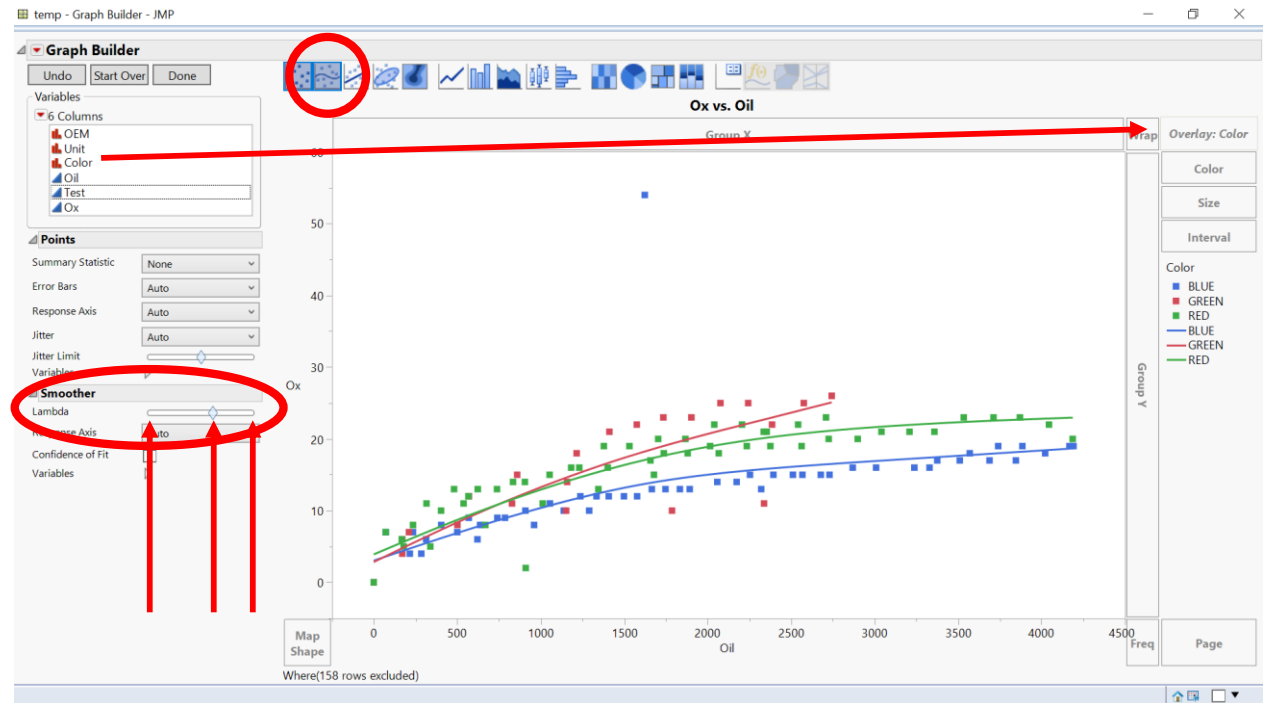 temp - Graph Builder - JMP
Graph Builder
Undo Start Over Done
Variables
6 Columns
OEM
Unit
Color
Oil
Test
Ox
Points
Summary Statistic None
Error Bars Auto
Response Axis Auto
Jitter Auto
Jitter Limit
Variables
Smoother
Lambda
Response Axis Auto
Confidence of Fit
Variables
Ox vs. Oil
Group X
Wrap
Overlay: Color
Color
Size
Interval
Color
BLUE
GREEN
RED
BLUE
GREEN
RED
Group Y
Ox
60
50
40
30
20
10
0
0 500 1000 1500 2000 2500 3000 3500 4000 4500
Oil
Map
Shape
Freq
Page
Where(158 rows excluded)